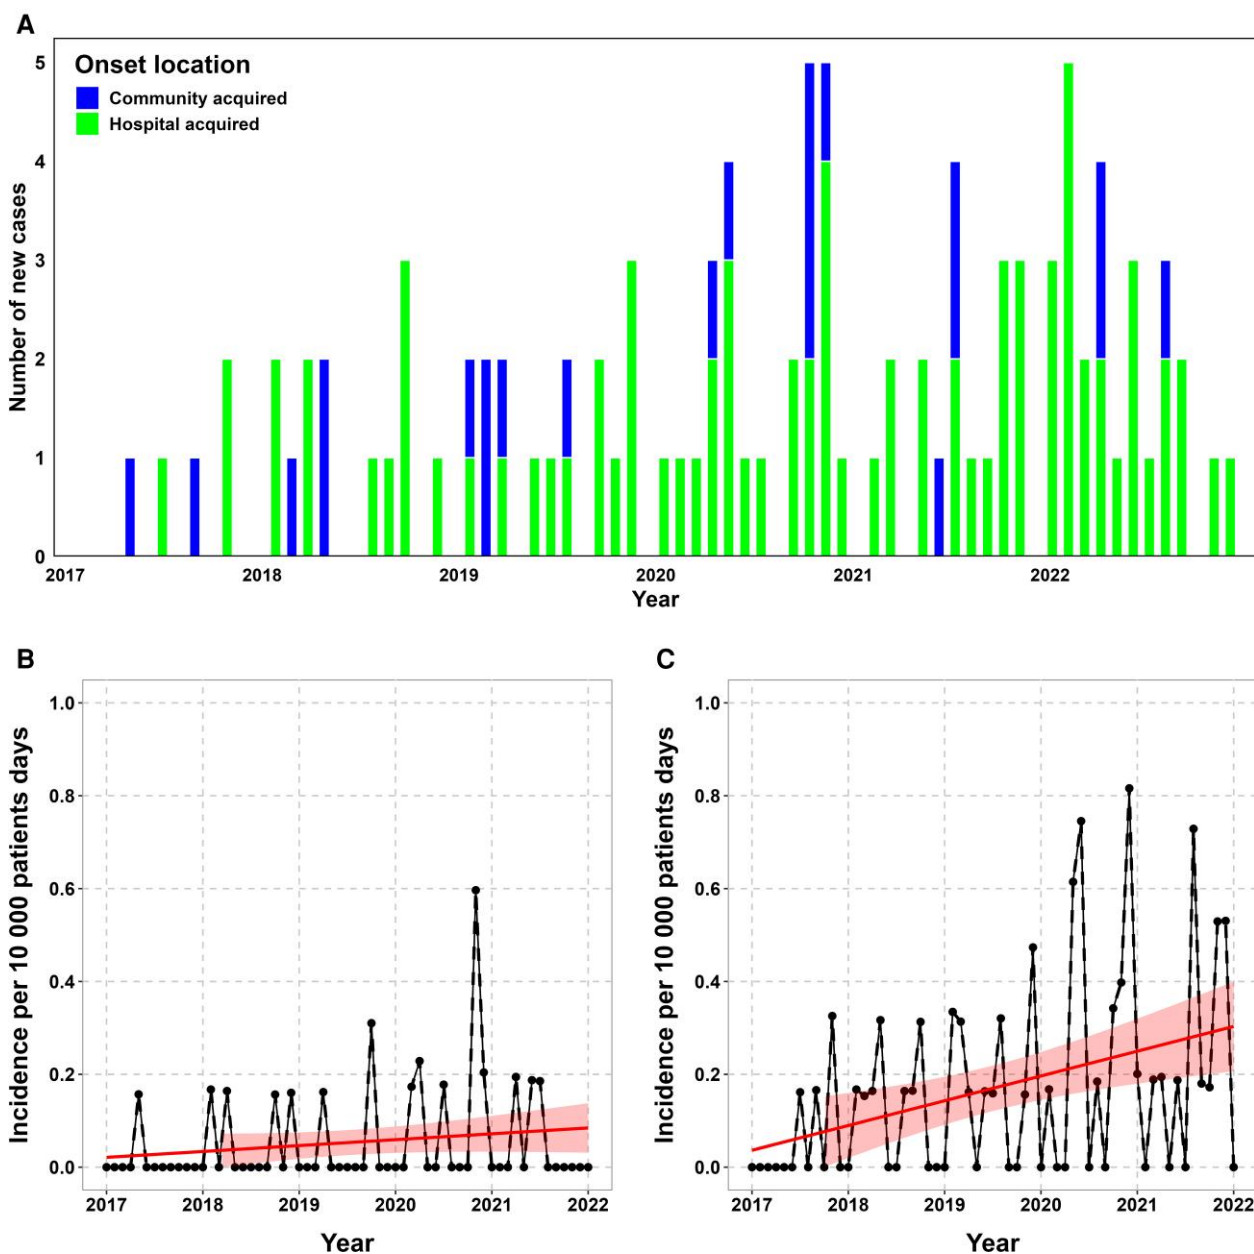 A
Onset location
Community acquired
Hospital acquired
Number of new cases
5
4
3
2
1
0
2017 2018 2019 2020 2021 2022
Year
B
Incidence per 10 000 patients days
1.0
0.8
0.6
0.4
0.2
0.0
2017 2018 2019 2020 2021 2022
Year
C
Incidence per 10 000 patients days
1.0
0.8
0.6
0.4
0.2
0.0
2017 2018 2019 2020 2021 2022
Year